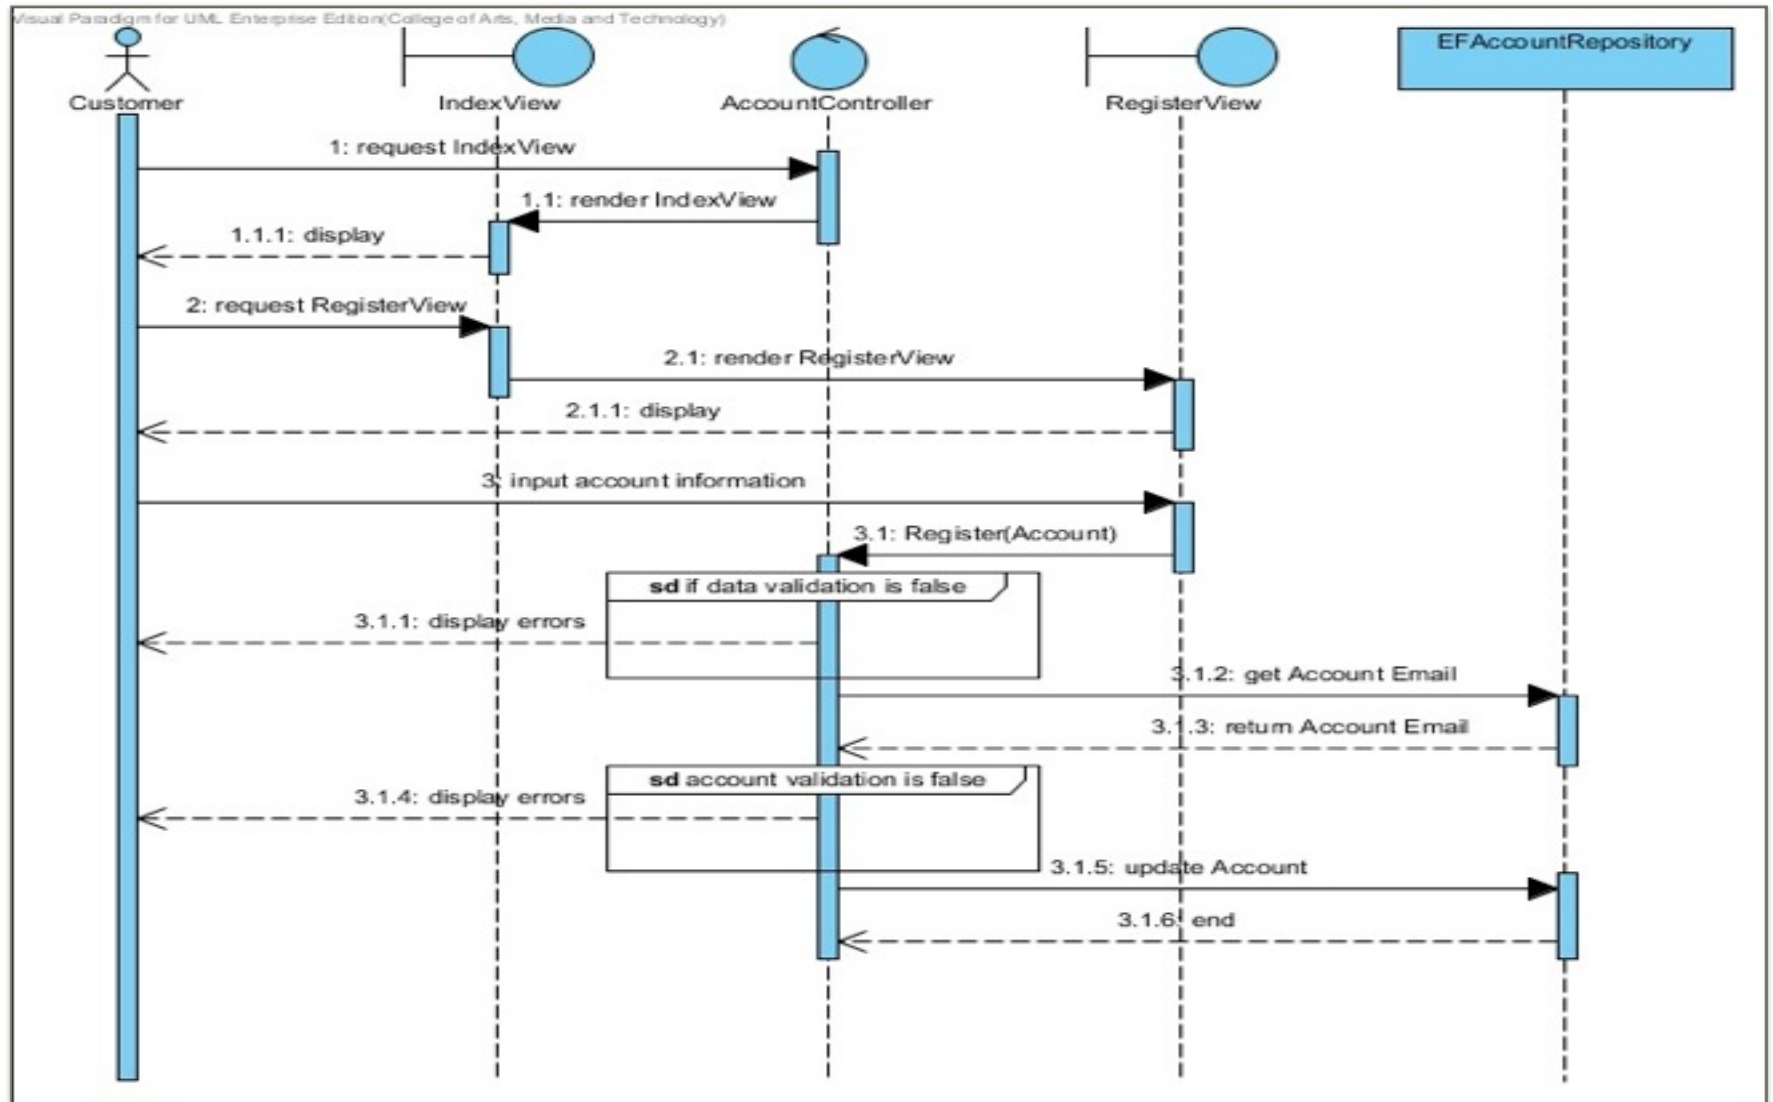 Visual Paradigm for UML Enterprise Edition(College of Arts, Media and Technology)
EFAccountRepository
Customer
IndexView
AccountController
RegisterView
1: request IndexView
1.1: render IndexView
1.1.1: display
2: request RegisterView
2.1: render RegisterView
2.1.1: display
3: input account information
3.1: Register(Account)
sd if data validation is false
3.1.1: display errors
3.1.2: get Account Email
3.1.3: return Account Email
sd account validation is false
3.1.4: display errors
3.1.5: update Account
3.1.6: end